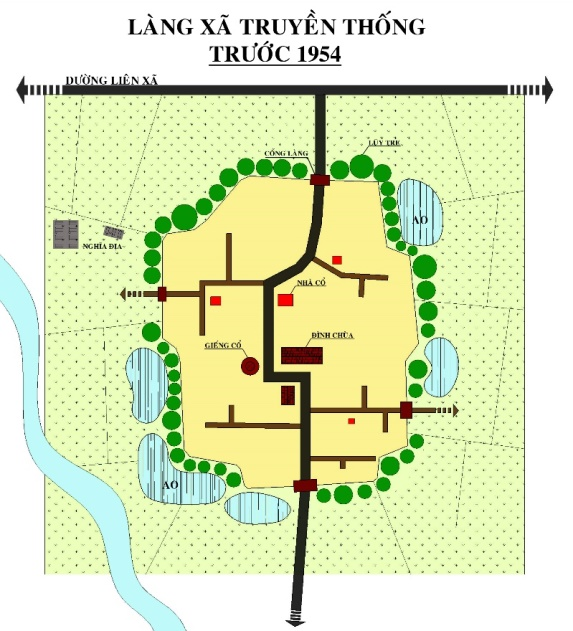 LÀNG XÃ TRUYỀN THỐNG
TRƯỚC 1954
ĐƯỜNG LIÊN XÃ
LŨY TRE
CỔNG LÀNG
AO
NGHĨA ĐỊA
NHÀ CỔ
ĐÌNH CHÙA
GIẾNG CỔ
AO